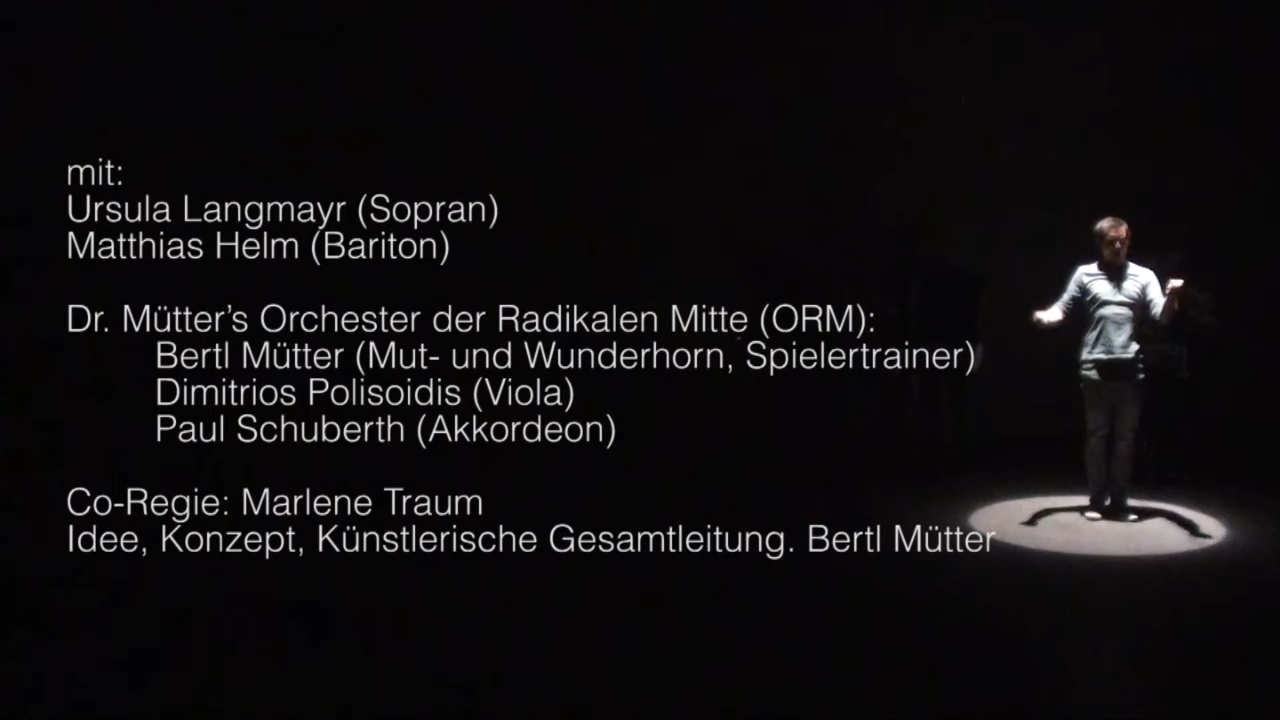 mit:
Ursula Langmayr (Sopran)
Matthias Helm (Bariton)
Dr. Mütter’s Orchester der Radikalen Mitte (ORM):
Bertl Mütter (Mut- und Wunderhorn, Spielertrainer)
Dimitrios Polisoidis (Viola)
Paul Schuberth (Akkordeon)
Co-Regie: Marlene Traum
Idee, Konzept, Künstlerische Gesamtleitung. Bertl Mütter